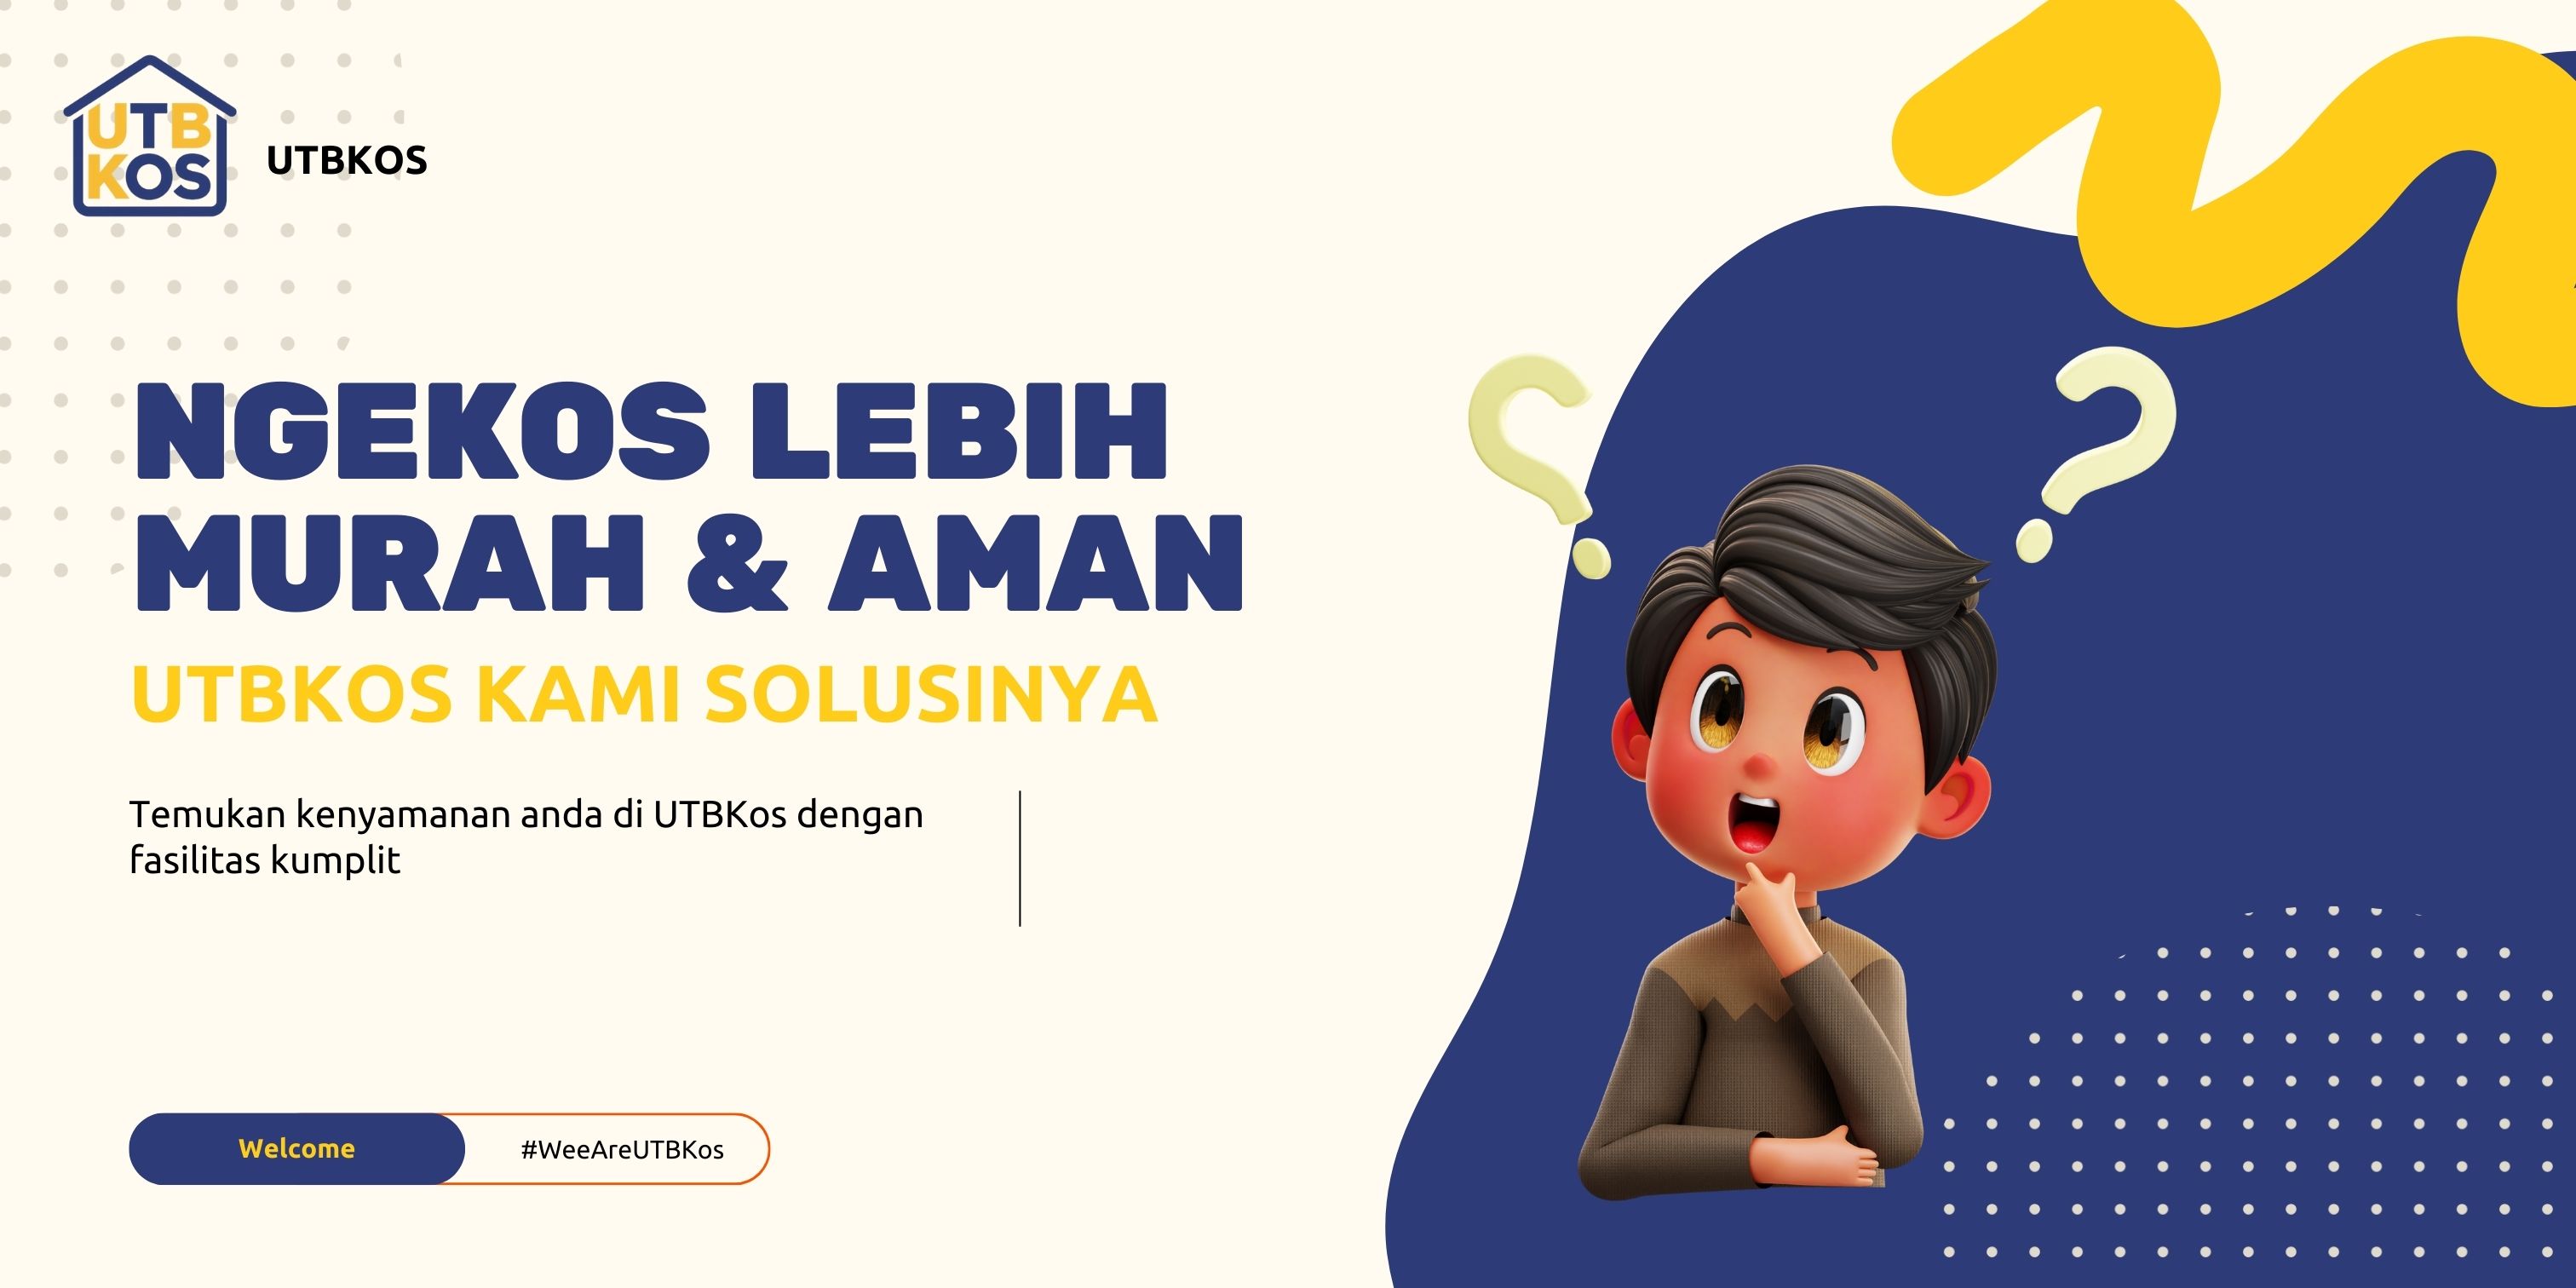 UTB
KOS
UTBKOS
NGEKOS LEBIH
MURAH & AMAN
UTBKOS KAMI SOLUSINYA
Temukan kenyamanan anda di UTBKos dengan
fasilitas kumplit
Welcome
#WeeAreUTBKos